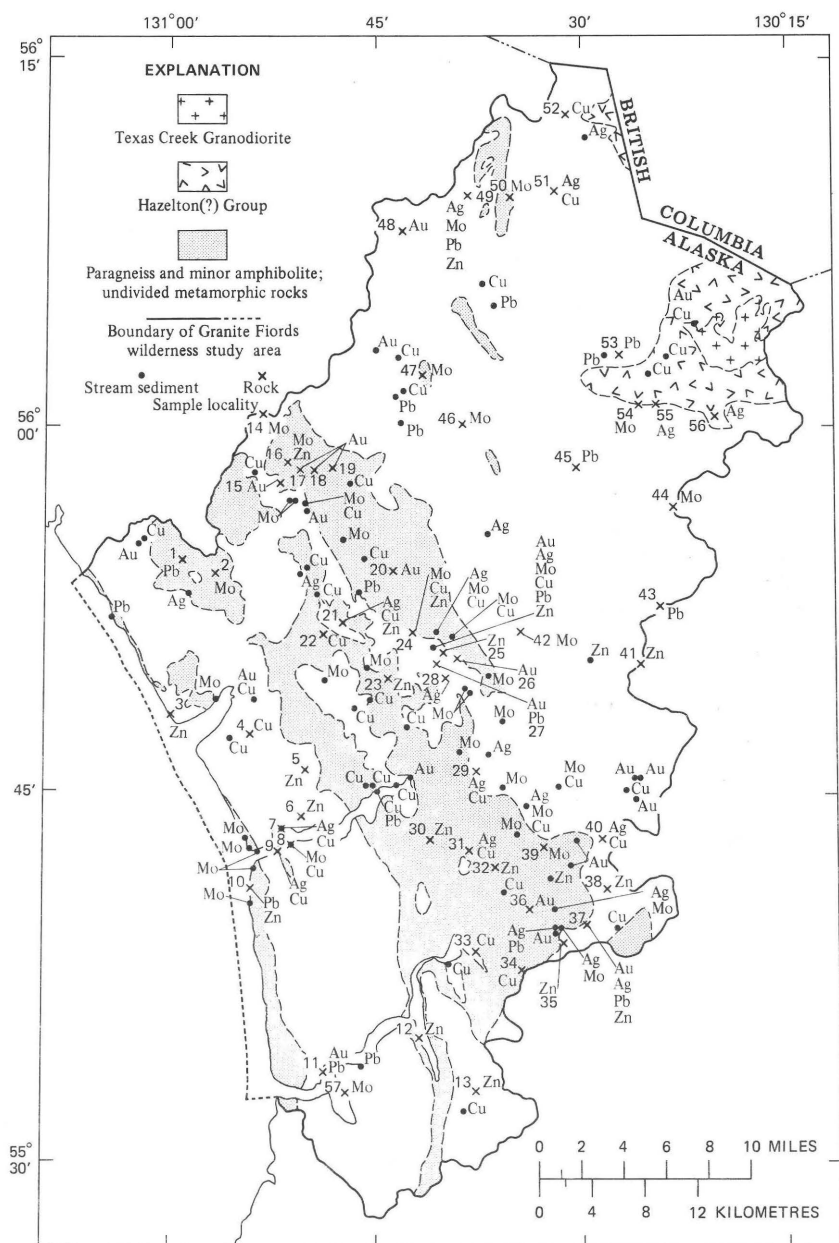 131° 00'
45'
30'
130° 15'
56°
15'
EXPLANATION
Texas Creek Granodiorite
Hazelton(?) Group
Paragneiss and minor amphibolite;
undivided metamorphic rocks
Boundary of Granite Fiords
wilderness study area
Stream sediment
Rock
Sample locality
BRITISH
COLUMBIA
ALASKA
52 Cu
Ag
50 Mo
51 Ag
Cu
49
Ag
Mo
Pb
Zn
48 Au
Cu
Pb
Au
Cu
47 Mo
Cu
Pb
Pb
46 Mo
Au
Cu
53 Pb
Pb
Cu
Cu
54
Mo
55
Ag
56 Ag
56°
00'
14 Mo
Mo
16 Zn
Au
17 18 19
Cu
15 Au
Cu
Mo
Mo
Cu
Au
45 Pb
44 Mo
Cu
Au
1
Pb
2
Mo
Ag
Pb
Mo
Cu
Cu
Ag
Cu
20 Au
Pb
Mo
Cu
Zn
Ag
Mo
Cu
Mo
Cu
Zn
Ag
Au
Ag
Mo
Cu
Pb
Zn
43
Pb
21
Ag
Cu
Zn
22 Cu
24
Zn
25
42 Mo
Zn
41 Zn
Mo
Mo
23 Zn
28
Ag
Mo
Au
26
Au
Pb
27
3
Zn
Mo
Au
Cu
4 Cu
Cu
Cu
Cu
Cu
Mo
Mo
45'
5
Zn
Cu
Cu
Au
Cu
Cu
Pb
Mo
Ag
29
Ag
Cu
Mo
Mo
Cu
Au
Au
Cu
Au
6 Zn
7
Ag
Cu
8
Mo
Cu
Mo
Mo
9
Ag
Cu
10
Pb
Zn
Mo
30 Zn
31 Ag
Cu
32 Zn
Ag
Mo
Cu
39
Mo
Au
40 Ag
Cu
Zn
38 Zn
Cu
36
Ag
Mo
Ag
Pb
Au
37
Cu
33 Cu
Cu
34
Cu
Zn
35
Ag
Mo
Au
Ag
Pb
Zn
12 Zn
11
Au
Pb
Pb
57 Mo
13 Zn
Cu
55°
30'
0 2 4 6 8 10 MILES
0 4 8 12 KILOMETRES